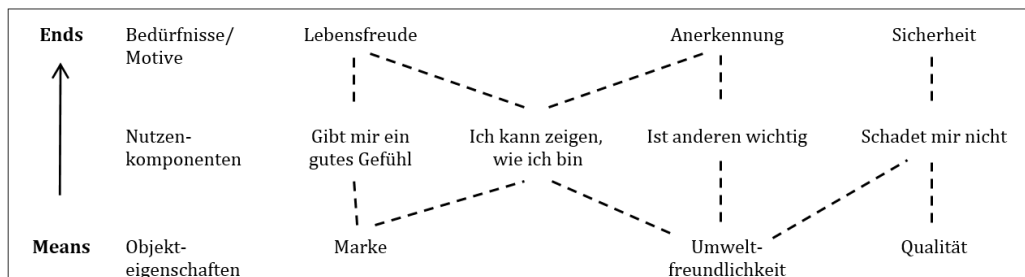 Ends Bedürfnisse/ Lebensfreude Anerkennung Sicherheit
Motive
Nutzen- Gibt mir ein Ich kann zeigen, Ist anderen wichtig Schadet mir nicht
komponenten gutes Gefühl wie ich bin
Means Objekt- Marke Umwelt- Qualität
eigenschaften freundlichkeit